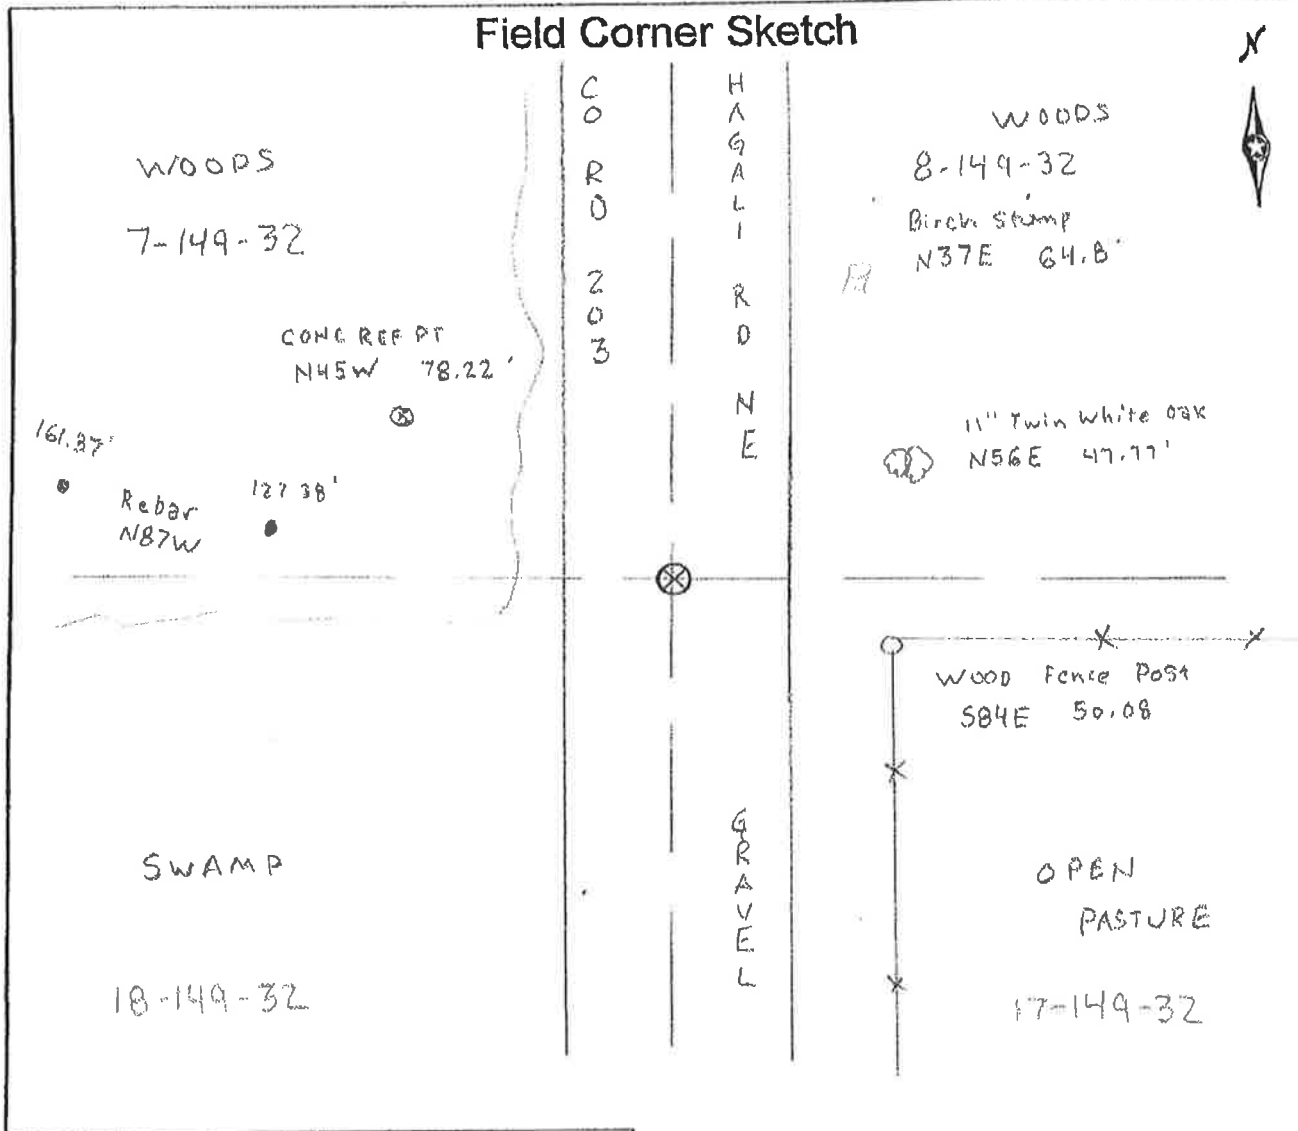 Field Corner Sketch
N
WOODS
7-149-32
CO RD 203
HAGALI RD NE
WOODS
8-149-32
Birch Stump
N37E 64.8'
CONC REF PT
N45W 78.22'
161.37'
Rebar
N87W
127.38'
11" Twin White Oak
N56E 47.77'
WOOD Fence Post
S84E 50.08
GRAVEL
SWAMP
18-149-32
OPEN
PASTURE
17-149-32